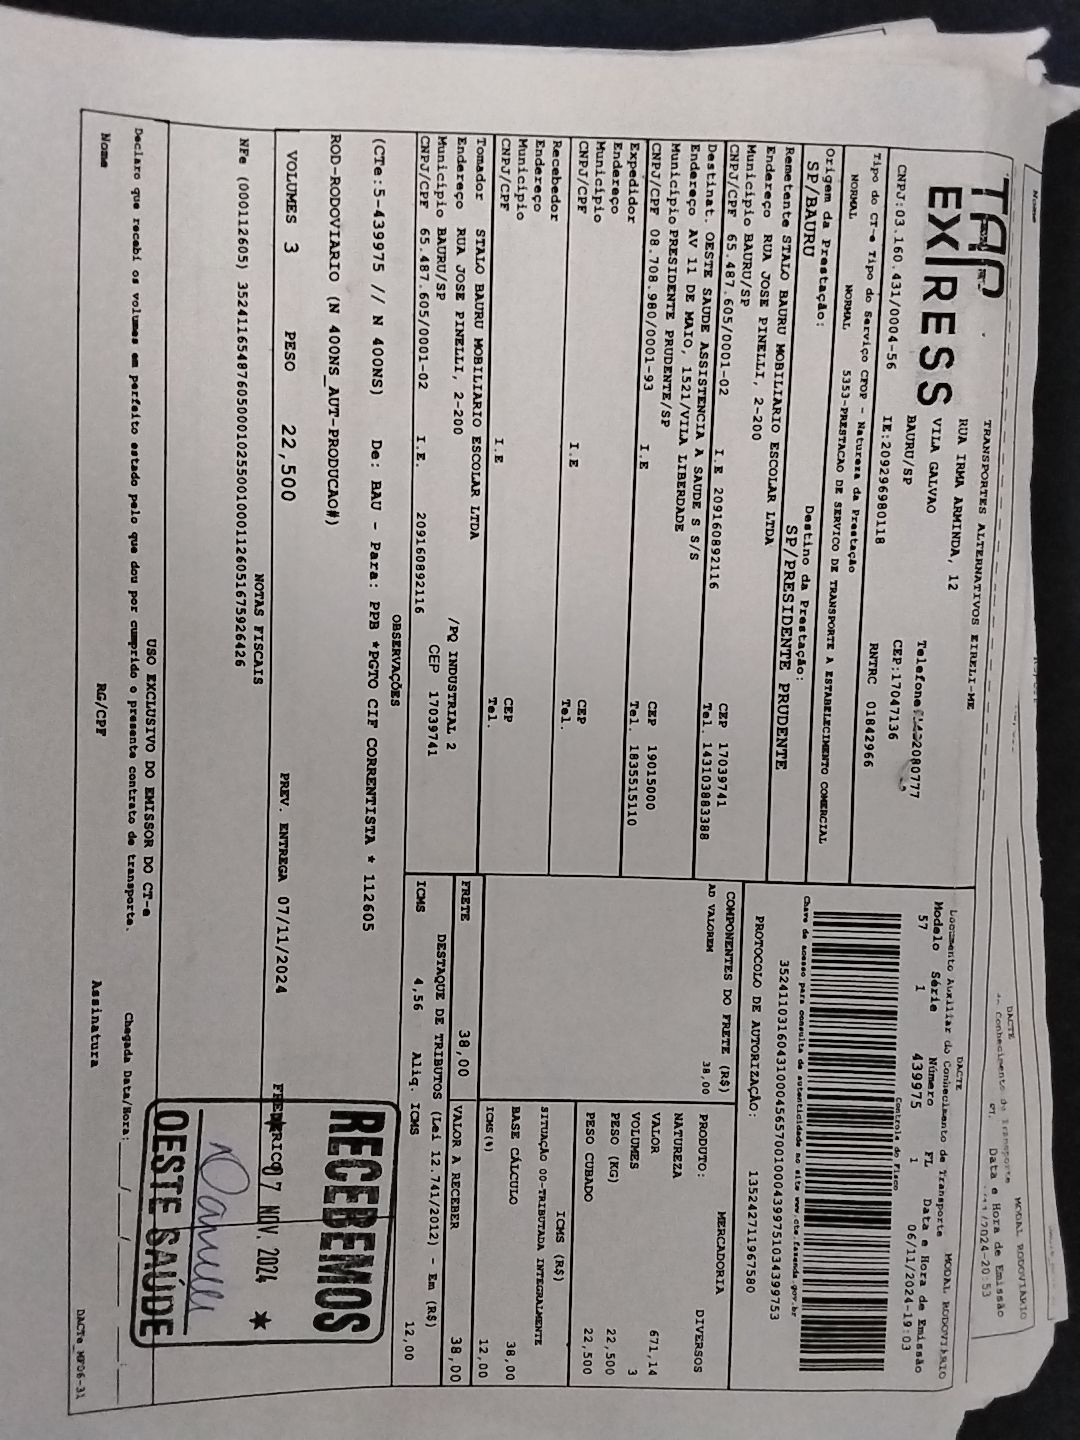 TAP
EXPRESS
TRANSPORTES ALTERNATIVOS EIRELI-ME
RUA IRMA ARMINDA, 12
VILA GALVAO
BAURU/SP
CEP:17047136
Telefone
CNPJ:03.160.431/0004-56 IE:209296980118 RNTRC 01842966
Tipo do CT-e Tipo do Serviço CFOP - Natureza da Prestação
NORMAL NORMAL 5353-PRESTACAO DE SERVICO DE TRANSPORTE A ESTABELECIMENTO COMERCIAL
Origem da Prestação: Destino da Prestação:
SP/BAURU SP/PRESIDENTE PRUDENTE
Remetente STALO BAURU MOBILIARIO ESCOLAR LTDA
Endereço RUA JOSE PINELLI, 2-200
Município BAURU/SP CEP 17039741
CNPJ/CPF 65.487.605/0001-02 I.E 209160892116 Tel. 143103883388
Destinat. OESTE SAUDE ASSISTENCIA A SAUDE S S/S
Endereço AV 11 DE MAIO, 1521/VILA LIBERDADE
Município PRESIDENTE PRUDENTE/SP CEP 19015000
CNPJ/CPF 08.708.980/0001-93 I.E Tel. 1835515110
Expedidor
Endereço
Município CEP
CNPJ/CPF I.E Tel.
Recebedor
Endereço
Município CEP
CNPJ/CPF I.E Tel.
Tomador STALO BAURU MOBILIARIO ESCOLAR LTDA
Endereço RUA JOSE PINELLI, 2-200 /PQ INDUSTRIAL 2
Município BAURU/SP CEP 17039741
CNPJ/CPF 65.487.605/0001-02 I.E. 209160892116
DACTE MODAL RODOVIARIO
Documento Auxiliar do Conhecimento de Transporte
Modelo Série Número FL Data e Hora de Emissão
57 1 439975 1 06/11/2024-19:03
Controle do Fisco
Chave de acesso para consulta de autenticidade no site www.cte.fazenda.gov.br
35241103160431000456570010004399751034399753
PROTOCOLO DE AUTORIZAÇÃO: 135242711967580
COMPONENTES DO FRETE (R$)
AD VALOREM 38,00
MERCADORIA
PRODUTO: DIVERSOS
NATUREZA
VALOR 671,14
VOLUMES 3
PESO (KG) 22,500
PESO CUBADO 22,500
ICMS (R$)
SITUAÇÃO 00-TRIBUTADA INTEGRALMENTE
BASE CÁLCULO 38,00
ICMS(%) 12,00
FRETE 38,00 VALOR A RECEBER 38,00
DESTAQUE DE TRIBUTOS (Lei 12.741/2012) - Em (R$)
ICMS 4,56 Aliq. ICMS 12,00
OBSERVAÇÕES
(CTe:5-439975 // N 400NS) De: BAU - Para: PPB *PGTO CIF CORRENTISTA * 112605
ROD-RODOVIARIO (N 400NS_AUT-PRODUCAO#)
VOLUMES 3 PESO 22,500 PREV. ENTREGA 07/11/2024 FREDERICO
NOTAS FISCAIS
NFe (000112605) 35241165487605000102550010001126051675926426
RECEBEMOS
07 NOV. 2024
OESTE SAÚDE
USO EXCLUSIVO DO EMISSOR DO CT-e
Declaro que recebi os volumes em perfeito estado pelo que dou por cumprido o presente contrato de transporte. Chegada Data/Hora: __/__/__ __:__
Nome RG/CPF Assinatura
DACTe MF06-31